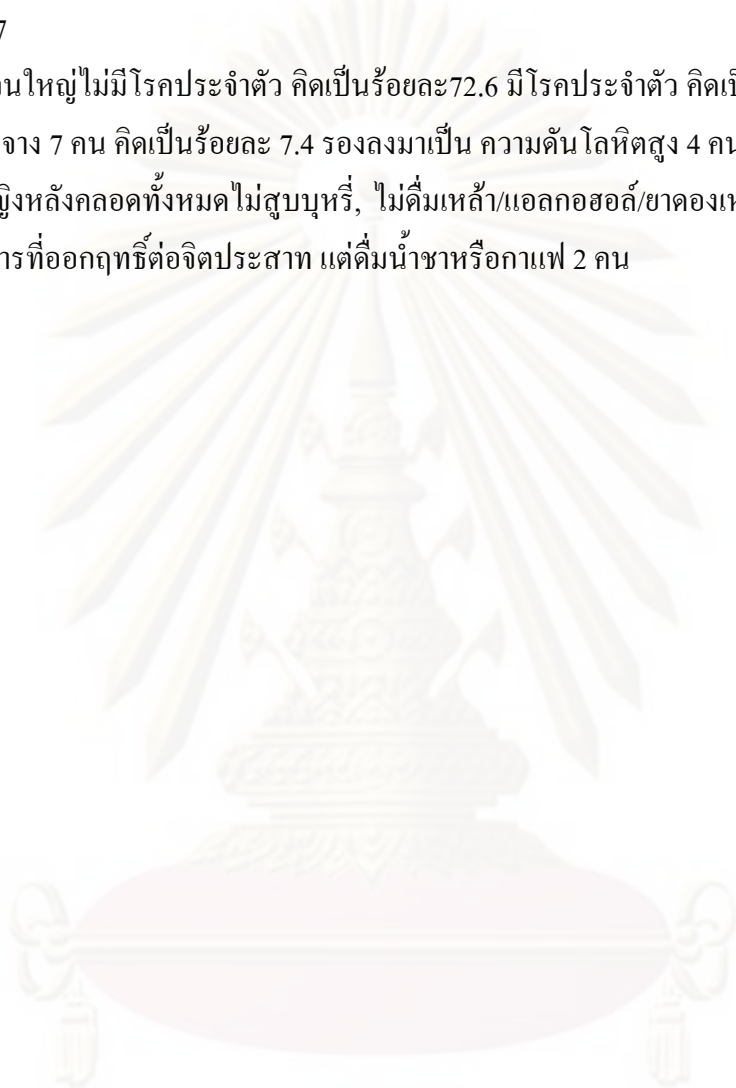 7
นใหญ่ไม่มีโรคประจำตัว คิดเป็นร้อยละ72.6 มีโรคประจำตัว
จาง 7 คน คิดเป็นร้อยละ 7.4 รองลงมาเป็น ความดันโลหิตสูง 4 คน
ญิงหลังคลอดทั้งหมดไม่สูบบุหรี่, ไม่ดื่มเหล้า/แอลกอฮอล์/ยาดองเห
ารที่ออกฤทธิ์ต่อจิตประสาท แต่ดื่มน้ำชาหรือกาแฟ 2 คน